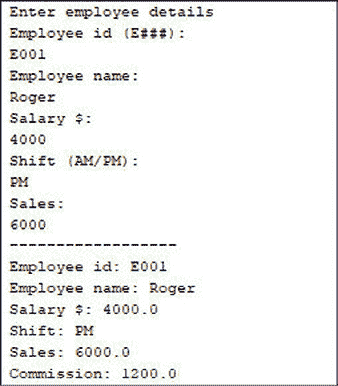 Enter employee details
Employee id (E###):
E001
Employee name:
Roger
Salary $:
4000
Shift (AM/PM):
PM
Sales:
6000
------------------
Employee id: E001
Employee name: Roger
Salary $: 4000.0
Shift: PM
Sales: 6000.0
Commission: 1200.0